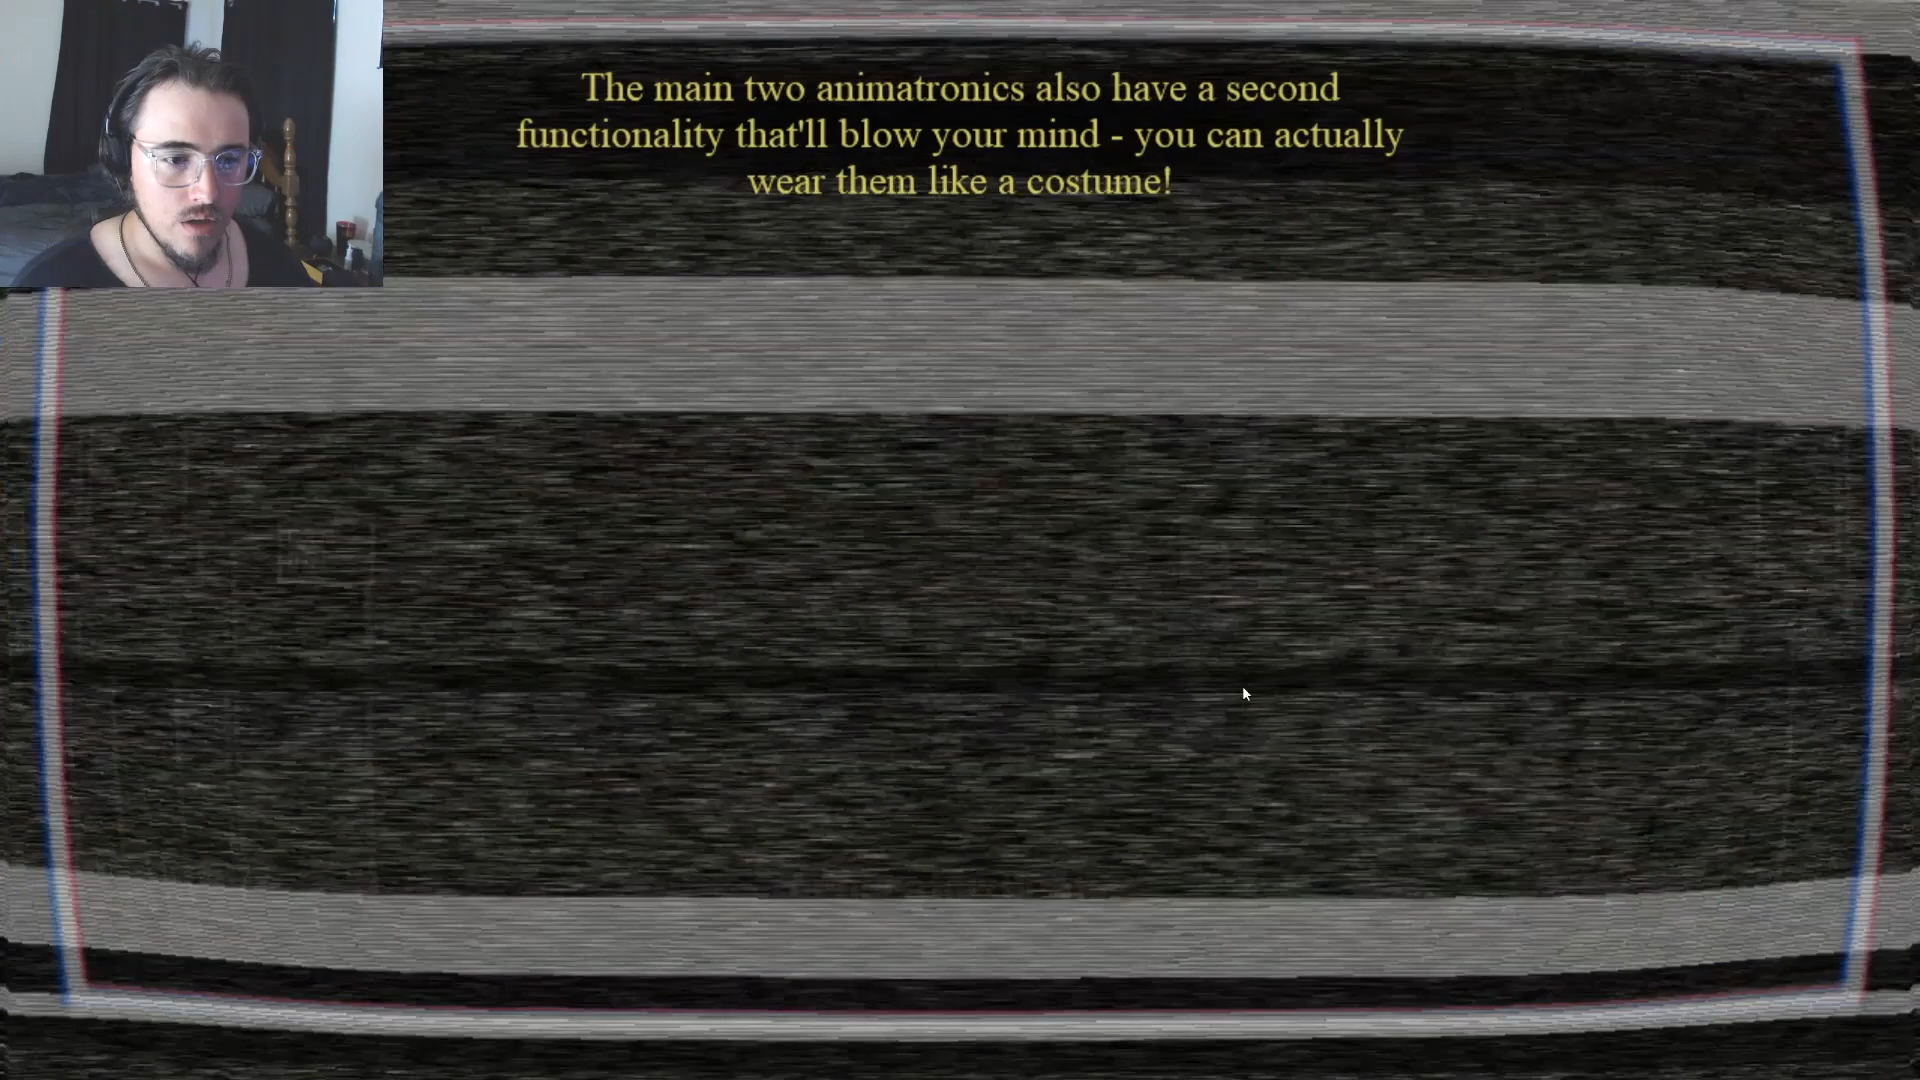 The main two animatronics also have a second
functionality that'll blow your mind - you can actually
wear them like a costume!